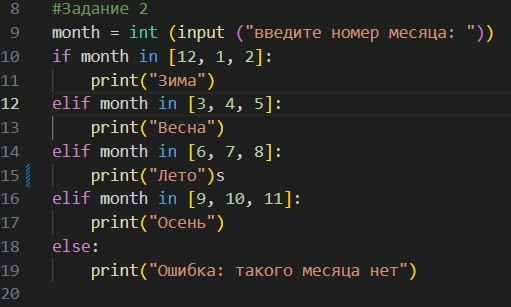 8 #Задание 2
9 month = int (input ("введите номер месяца: "))
10 if month in [12, 1, 2]:
11     print("Зима")
12 elif month in [3, 4, 5]:
13     print("Весна")
14 elif month in [6, 7, 8]:
15     print("Лето")s
16 elif month in [9, 10, 11]:
17     print("Осень")
18 else:
19     print("Ошибка: такого месяца нет")
20